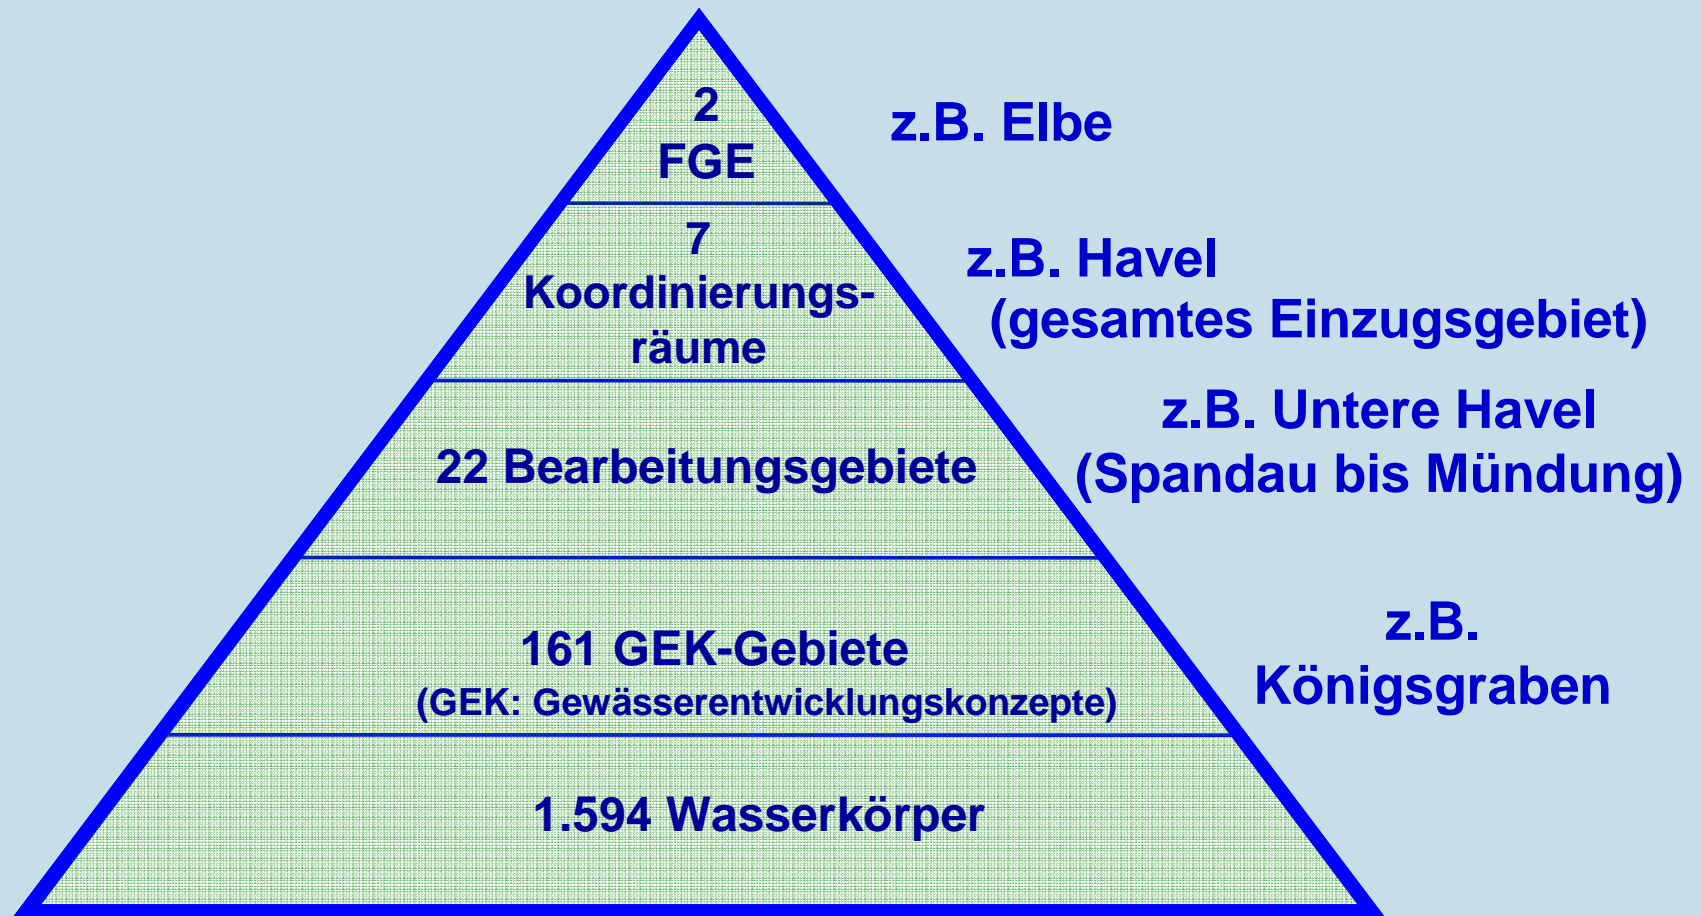 2
FGE
z.B. Elbe
7
Koordinierungs-
räume
z.B. Havel
(gesamtes Einzugsgebiet)
22 Bearbeitungsgebiete
z.B. Untere Havel
(Spandau bis Mündung)
161 GEK-Gebiete
(GEK: Gewässerentwicklungskonzepte)
z.B.
Königsgraben
1.594 Wasserkörper